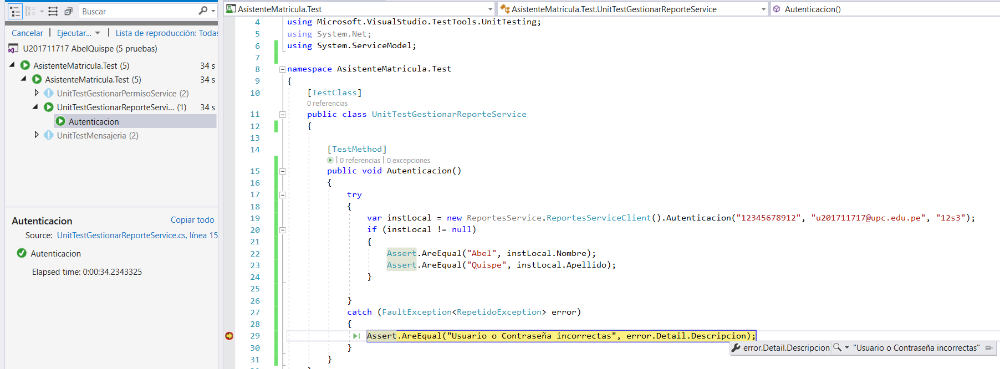 Buscar
Cancelar | Ejecutar... | Lista de reproducción: Todas
U201711717 AbelQuispe (5 pruebas)
AsistenteMatricula.Test (5) 34 s
AsistenteMatricula.Test (5) 34 s
UnitTestGestionarPermisoService (2)
UnitTestGestionarReporteServi... (1) 34 s
Autenticacion
UnitTestMensajeria (2)
Autenticacion Copiar todo
Source: UnitTestGestionarReporteService.cs, línea 15
Autenticacion
Elapsed time: 0:00:34.2343325
AsistenteMatricula.Test AsistenteMatricula.Test.UnitTestGestionarReporteService Autenticacion()
4 using Microsoft.VisualStudio.TestTools.UnitTesting;
5 using System.Net;
6 using System.ServiceModel;
7
8 namespace AsistenteMatricula.Test
9 {
10 [TestClass]
0 referencias
11 public class UnitTestGestionarReporteService
12 {
13
14 [TestMethod]
| 0 referencias | 0 excepciones
15 public void Autenticacion()
16 {
17 try
18 {
19 var instLocal = new ReportesService.ReportesServiceClient().Autenticacion("12345678912", "u201711717@upc.edu.pe", "12s3");
20 if (instLocal != null)
21 {
22 Assert.AreEqual("Abel", instLocal.Nombre);
23 Assert.AreEqual("Quispe", instLocal.Apellido);
24 }
25
26 }
27 catch (FaultException<RepetidoException> error)
28 {
29 Assert.AreEqual("Usuario o Contraseña incorrectas", error.Detail.Descripcion);
30 }
error.Detail.Descripcion "Usuario o Contraseña incorrectas"
31 }